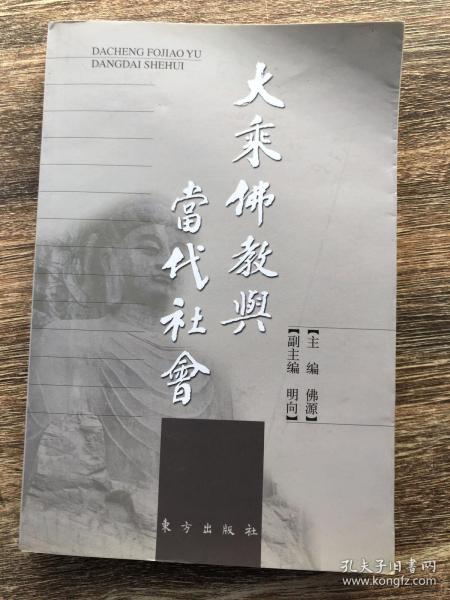 DACHENG FOJIAO YU
DANGDAI SHEHUI
大乘佛教與
當代社會
【主 编 佛源】
【副主编 明向】
東方出版社
孔夫子旧书网
www.kongfz.com